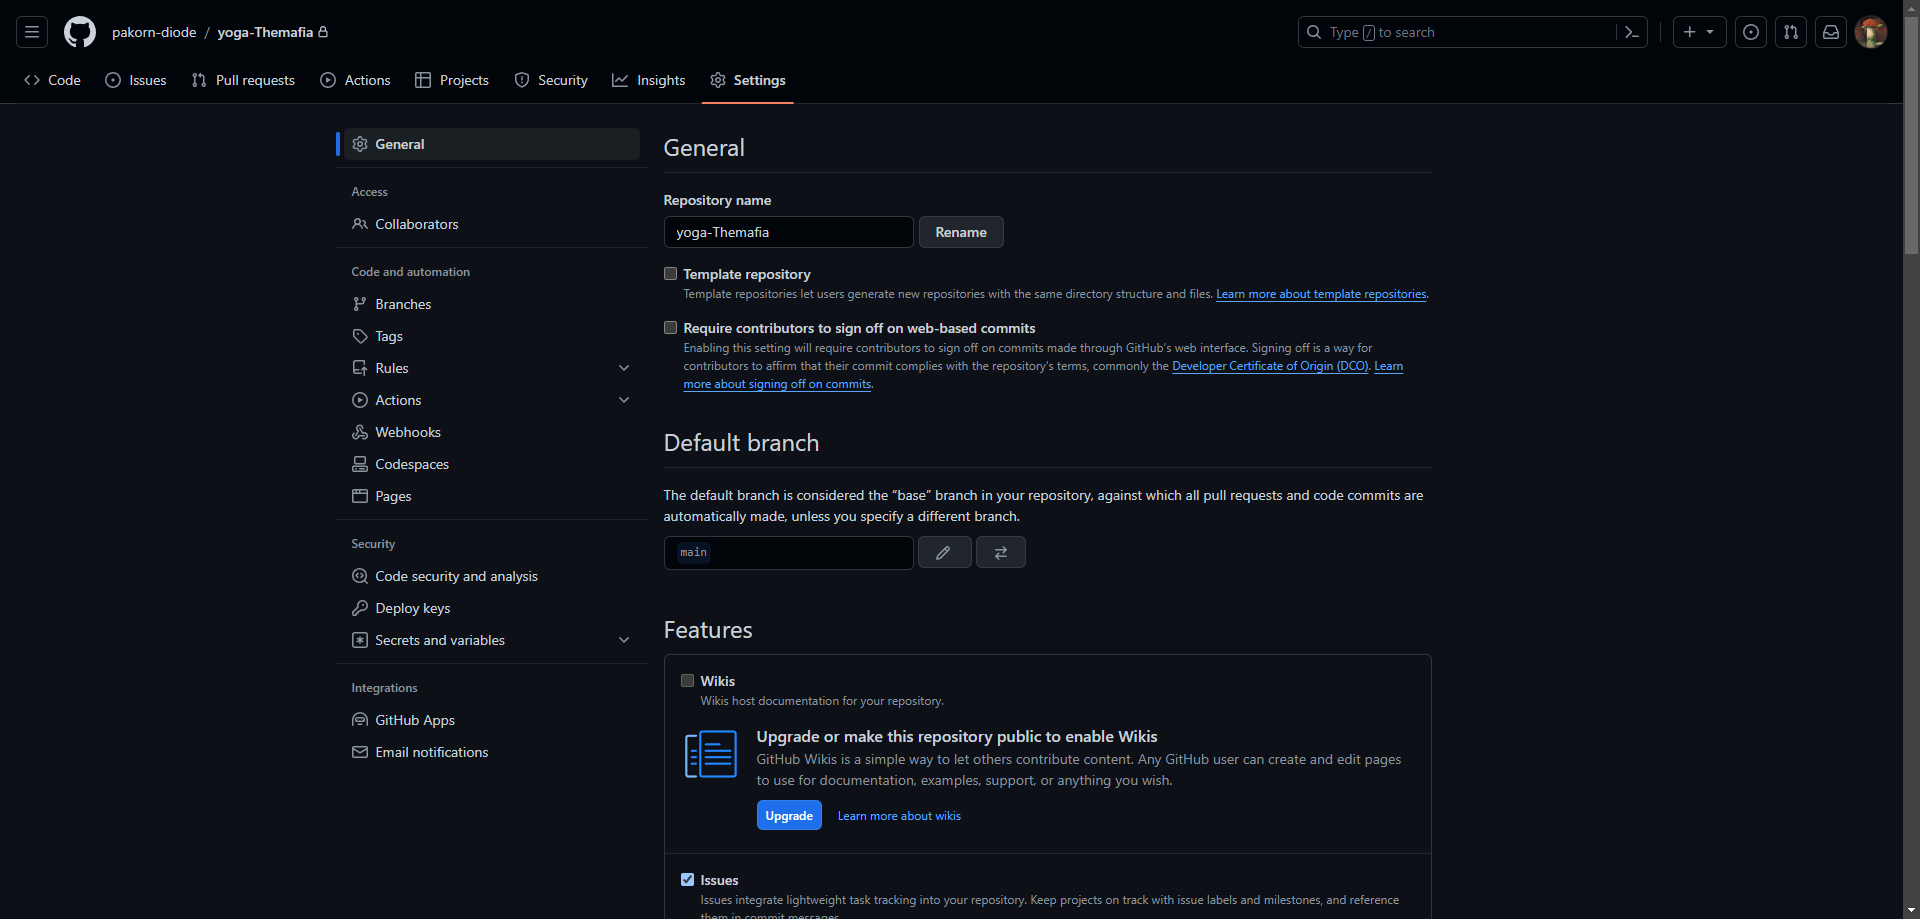 pakorn-diode / yoga-Themafia
Type / to search
Code
Issues
Pull requests
Actions
Projects
Security
Insights
Settings
General
Access
Collaborators
Code and automation
Branches
Tags
Rules
Actions
Webhooks
Codespaces
Pages
Security
Code security and analysis
Deploy keys
Secrets and variables
Integrations
GitHub Apps
Email notifications
General
Repository name
yoga-Themafia
Rename
Template repository
Template repositories let users generate new repositories with the same directory structure and files. Learn more about template repositories.
Require contributors to sign off on web-based commits
Enabling this setting will require contributors to sign off on commits made through GitHub's web interface. Signing off is a way for
contributors to affirm that their commit complies with the repository's terms, commonly the Developer Certificate of Origin (DCO). Learn
more about signing off on commits.
Default branch
The default branch is considered the “base” branch in your repository, against which all pull requests and code commits are
automatically made, unless you specify a different branch.
main
Features
Wikis
Wikis host documentation for your repository.
Upgrade or make this repository public to enable Wikis
GitHub Wikis is a simple way to let others contribute content. Any GitHub user can create and edit pages
to use for documentation, examples, support, or anything you wish.
Upgrade
Learn more about wikis
Issues
Issues integrate lightweight task tracking into your repository. Keep projects on track with issue labels and milestones, and reference
them in commit messages.